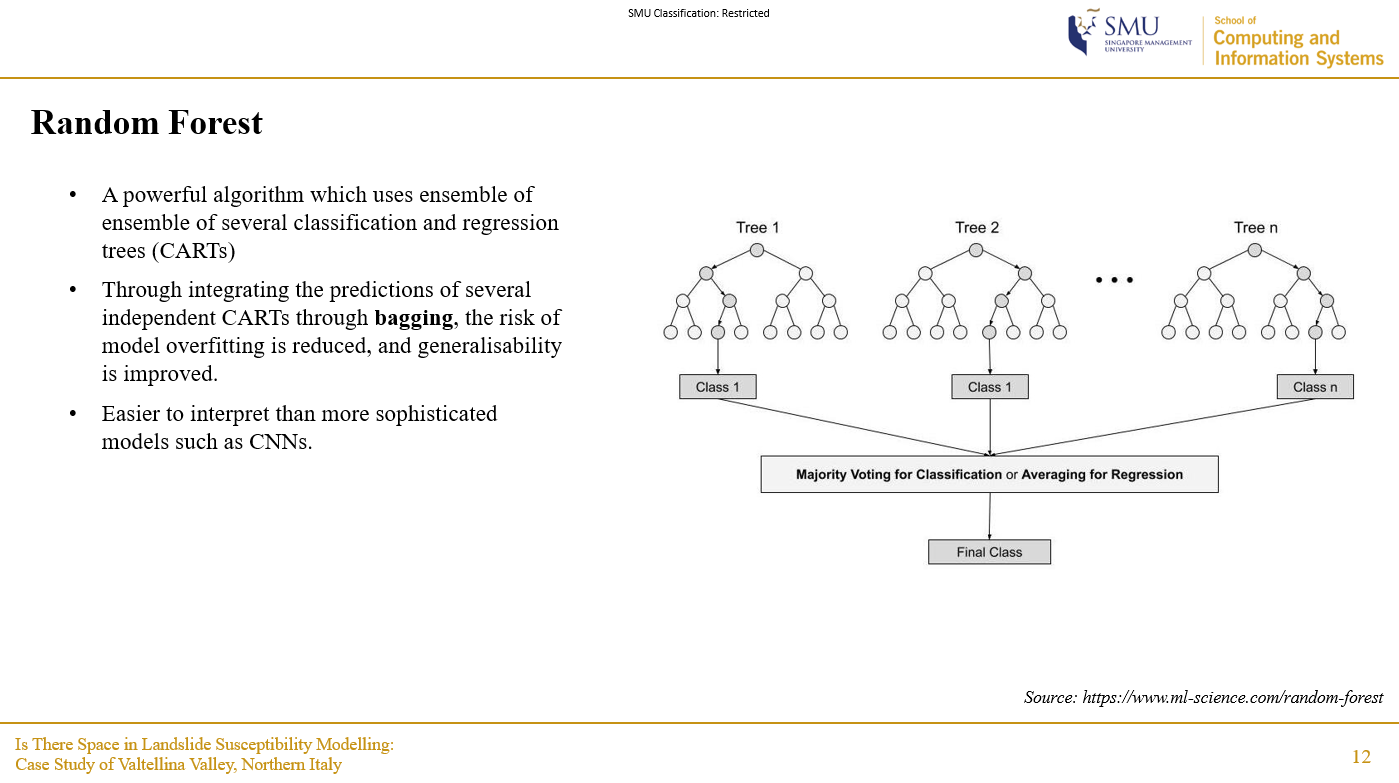 SMU Classification: Restricted
SMU
SINGAPORE MANAGEMENT
UNIVERSITY
School of
Computing and
Information Systems
Random Forest
• A powerful algorithm which uses ensemble of
ensemble of several classification and regression
trees (CARTs)
• Through integrating the predictions of several
independent CARTs through bagging, the risk of
model overfitting is reduced, and generalisability
is improved.
• Easier to interpret than more sophisticated
models such as CNNs.
Tree 1
Tree 2
Tree n
Class 1
Class 1
Class n
Majority Voting for Classification or Averaging for Regression
Final Class
Source: https://www.ml-science.com/random-forest
Is There Space in Landslide Susceptibility Modelling:
Case Study of Valtellina Valley, Northern Italy
12